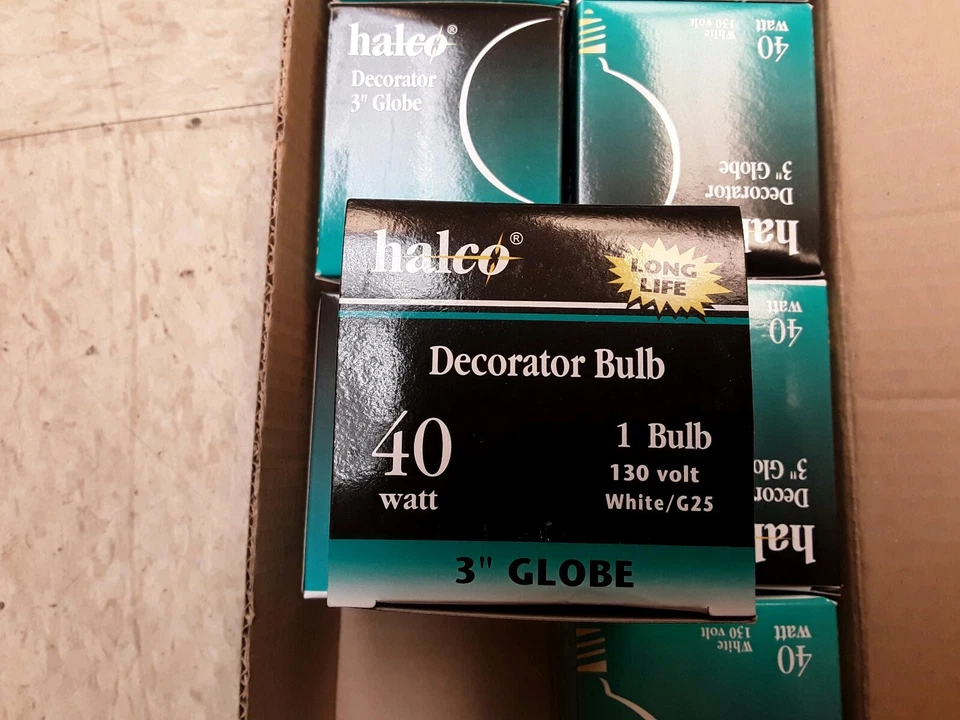 halco®
Decorator
3" Globe
40
watt
White
130 volt
Decorator
3" Globe
ha
halco®
LONG
LIFE
Decorator Bulb
40
watt
1 Bulb
130 volt
White/G25
3" GLOBE
40
watt
Decor
3" Glo
hal
40
watt
White
130 volt